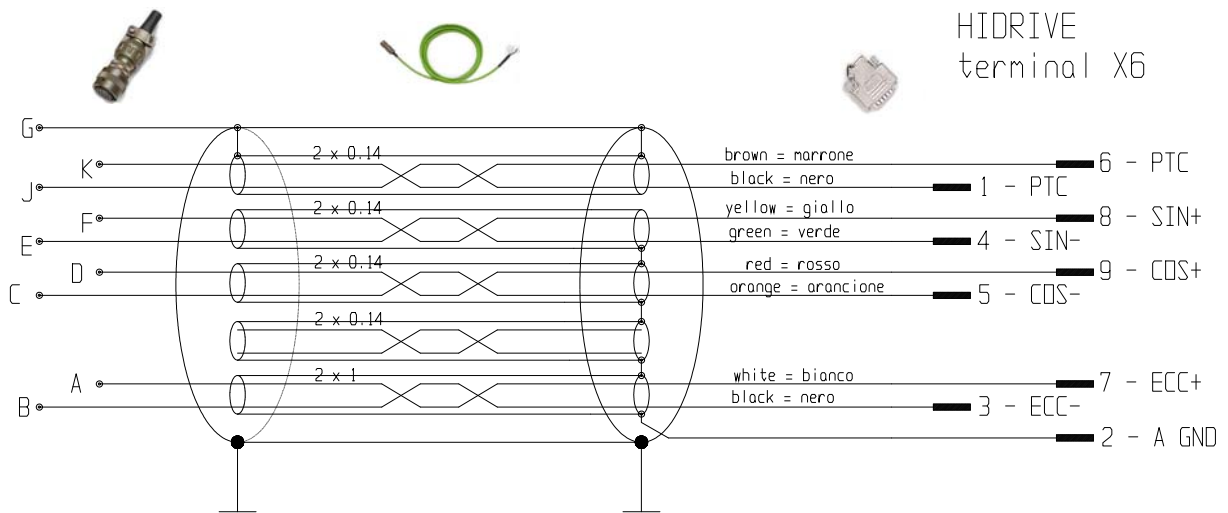 HIDRIVE
terminal X6
G
K
2 x 0.14
brown = marrone
6 - PTC
J
black = nero
1 - PTC
F
2 x 0.14
yellow = giallo
8 - SIN+
E
green = verde
4 - SIN-
D
2 x 0.14
red = rosso
9 - COS+
C
orange = arancione
5 - COS-
2 x 0.14
A
2 x 1
white = bianco
7 - ECC+
B
black = nero
3 - ECC-
2 - A GND